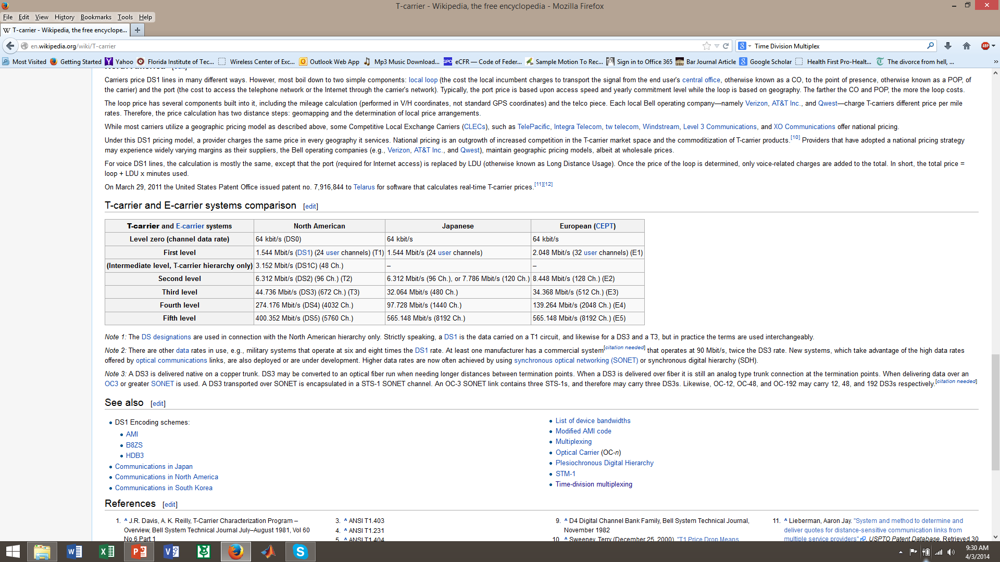 T-carrier - Wikipedia, the free encyclopedia - Mozilla Firefox
File Edit View History Bookmarks Tools Help
T-carrier - Wikipedia, the free encyclope...
en.wikipedia.org/wiki/T-carrier
Time Division Multiplex
Most Visited Getting Started Yahoo Florida Institute of Tec... Wireless Center of Exc... Outlook Web App Mp3 Music Download... eCFR — Code of Feder... Sample Motion To Rec... Sign in to Office 365 Bar Journal Article Google Scholar Health First Pro-Healt... The divorce from hell, ...
Carriers price DS1 lines in many different ways. However, most boil down to two simple components: local loop (the cost the local incumbent charges to transport the signal from the end user's central office, otherwise known as a CO, to the point of presence, otherwise known as a POP, of
the carrier) and the port (the cost to access the telephone network or the Internet through the carrier's network). Typically, the port price is based upon access speed and yearly commitment level while the loop is based on geography. The farther the CO and POP, the more the loop costs.
The loop price has several components built into it, including the mileage calculation (performed in V/H coordinates, not standard GPS coordinates) and the telco piece. Each local Bell operating company—namely Verizon, AT&T Inc., and Qwest—charge T-carriers different price per mile
rates. Therefore, the price calculation has two distance steps: geomapping and the determination of local price arrangements.
While most carriers utilize a geographic pricing model as described above, some Competitive Local Exchange Carriers (CLECs), such as TelePacific, Integra Telecom, tw telecom, Windstream, Level 3 Communications, and XO Communications offer national pricing.
Under this DS1 pricing model, a provider charges the same price in every geography it services. National pricing is an outgrowth of increased competition in the T-carrier market space and the commoditization of T-carrier products.[10] Providers that have adopted a national pricing strategy
may experience widely varying margins as their suppliers, the Bell operating companies (e.g., Verizon, AT&T Inc., and Qwest), maintain geographic pricing models, albeit at wholesale prices.
For voice DS1 lines, the calculation is mostly the same, except that the port (required for Internet access) is replaced by LDU (otherwise known as Long Distance Usage). Once the price of the loop is determined, only voice-related charges are added to the total. In short, the total price =
loop + LDU x minutes used.
On March 29, 2011 the United States Patent Office issued patent no. 7,916,844 to Telarus for software that calculates real-time T-carrier prices.[11][12]
T-carrier and E-carrier systems comparison [edit]
T-carrier and E-carrier systems North American Japanese European (CEPT)
Level zero (channel data rate) 64 kbit/s (DS0) 64 kbit/s 64 kbit/s
First level 1.544 Mbit/s (DS1) (24 user channels) (T1) 1.544 Mbit/s (24 user channels) 2.048 Mbit/s (32 user channels) (E1)
(Intermediate level, T-carrier hierarchy only) 3.152 Mbit/s (DS1C) (48 Ch.) – –
Second level 6.312 Mbit/s (DS2) (96 Ch.) (T2) 6.312 Mbit/s (96 Ch.), or 7.786 Mbit/s (120 Ch.) 8.448 Mbit/s (128 Ch.) (E2)
Third level 44.736 Mbit/s (DS3) (672 Ch.) (T3) 32.064 Mbit/s (480 Ch.) 34.368 Mbit/s (512 Ch.) (E3)
Fourth level 274.176 Mbit/s (DS4) (4032 Ch.) 97.728 Mbit/s (1440 Ch.) 139.264 Mbit/s (2048 Ch.) (E4)
Fifth level 400.352 Mbit/s (DS5) (5760 Ch.) 565.148 Mbit/s (8192 Ch.) 565.148 Mbit/s (8192 Ch.) (E5)
Note 1: The DS designations are used in connection with the North American hierarchy only. Strictly speaking, a DS1 is the data carried on a T1 circuit, and likewise for a DS3 and a T3, but in practice the terms are used interchangeably.
Note 2: There are other data rates in use, e.g., military systems that operate at six and eight times the DS1 rate. At least one manufacturer has a commercial system[citation needed] that operates at 90 Mbit/s, twice the DS3 rate. New systems, which take advantage of the high data rates
offered by optical communications links, are also deployed or are under development. Higher data rates are now often achieved by using synchronous optical networking (SONET) or synchronous digital hierarchy (SDH).
Note 3: A DS3 is delivered native on a copper trunk. DS3 may be converted to an optical fiber run when needing longer distances between termination points. When a DS3 is delivered over fiber it is still an analog type trunk connection at the termination points. When delivering data over an
OC3 or greater SONET is used. A DS3 transported over SONET is encapsulated in a STS-1 SONET channel. An OC-3 SONET link contains three STS-1s, and therefore may carry three DS3s. Likewise, OC-12, OC-48, and OC-192 may carry 12, 48, and 192 DS3s respectively.[citation needed]
See also [edit]
DS1 Encoding schemes:
AMI
B8ZS
HDB3
Communications in Japan
Communications in North America
Communications in South Korea
List of device bandwidths
Modified AMI code
Multiplexing
Optical Carrier (OC-n)
Plesiochronous Digital Hierarchy
STM-1
Time-division multiplexing
References [edit]
1. ^ J.R. Davis, A. K. Reilly, T-Carrier Characterization Program –
Overview, Bell System Technical Journal July–August 1981, Vol 60
No 6 Part 1
3. ^ ANSI T1.403
4. ^ ANSI T1.231
5. ^ ANSI T1.404
9. ^ D4 Digital Channel Bank Family, Bell System Technical Journal,
November 1982
10. ^ Sweeney, Terry (December 25, 2000). "T1 Price Drop Means
11. ^ Lieberman, Aaron Jay. "System and method to determine and
deliver quotes for distance-sensitive communication links from
multiple service providers". USPTO Patent Database. Retrieved 30
9:30 AM
4/3/2014